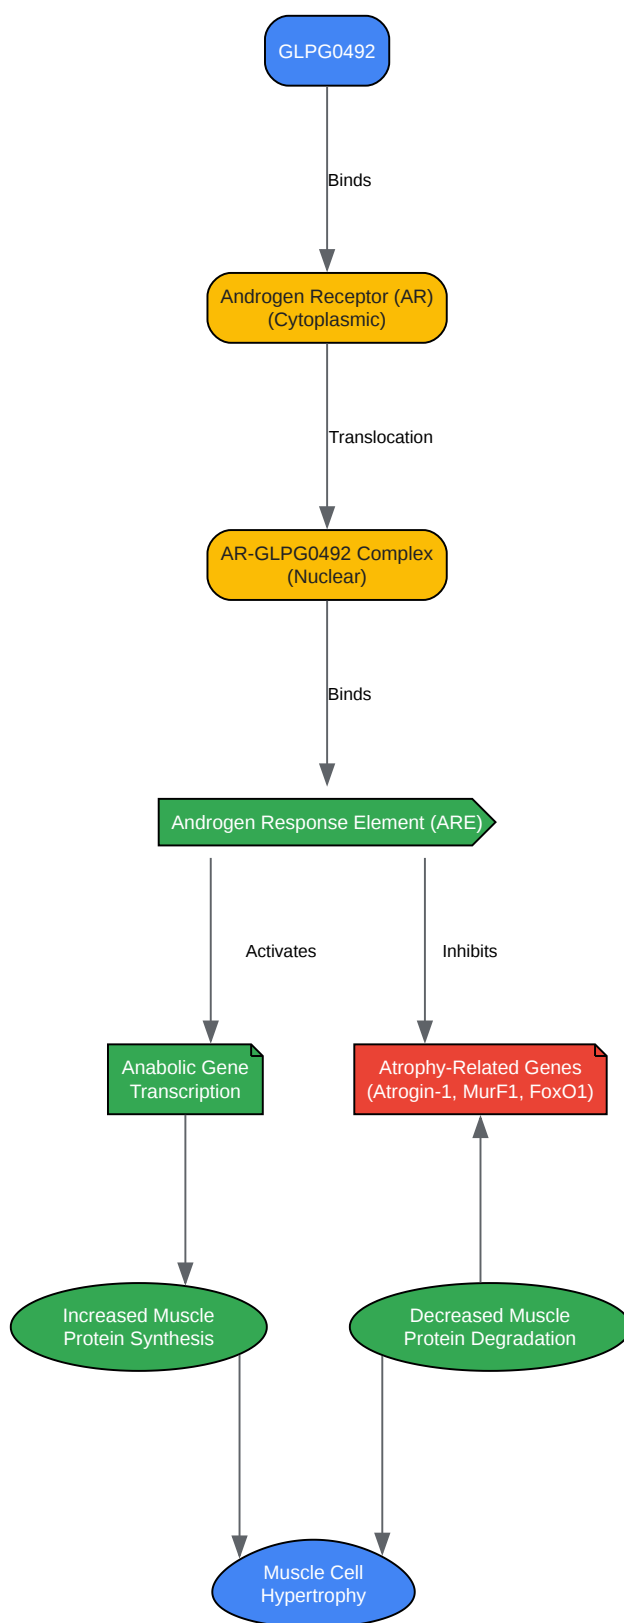 GLPG0492
Binds
Androgen Receptor (AR)
(Cytoplasmic)
Translocation
AR-GLPG0492 Complex
(Nuclear)
Binds
Androgen Response Element (ARE)
Activates
Inhibits
Anabolic Gene
Transcription
Atrophy-Related Genes
(Atrogin-1, MurF1, FoxO1)
Increased Muscle
Protein Synthesis
Decreased Muscle
Protein Degradation
Muscle Cell
Hypertrophy